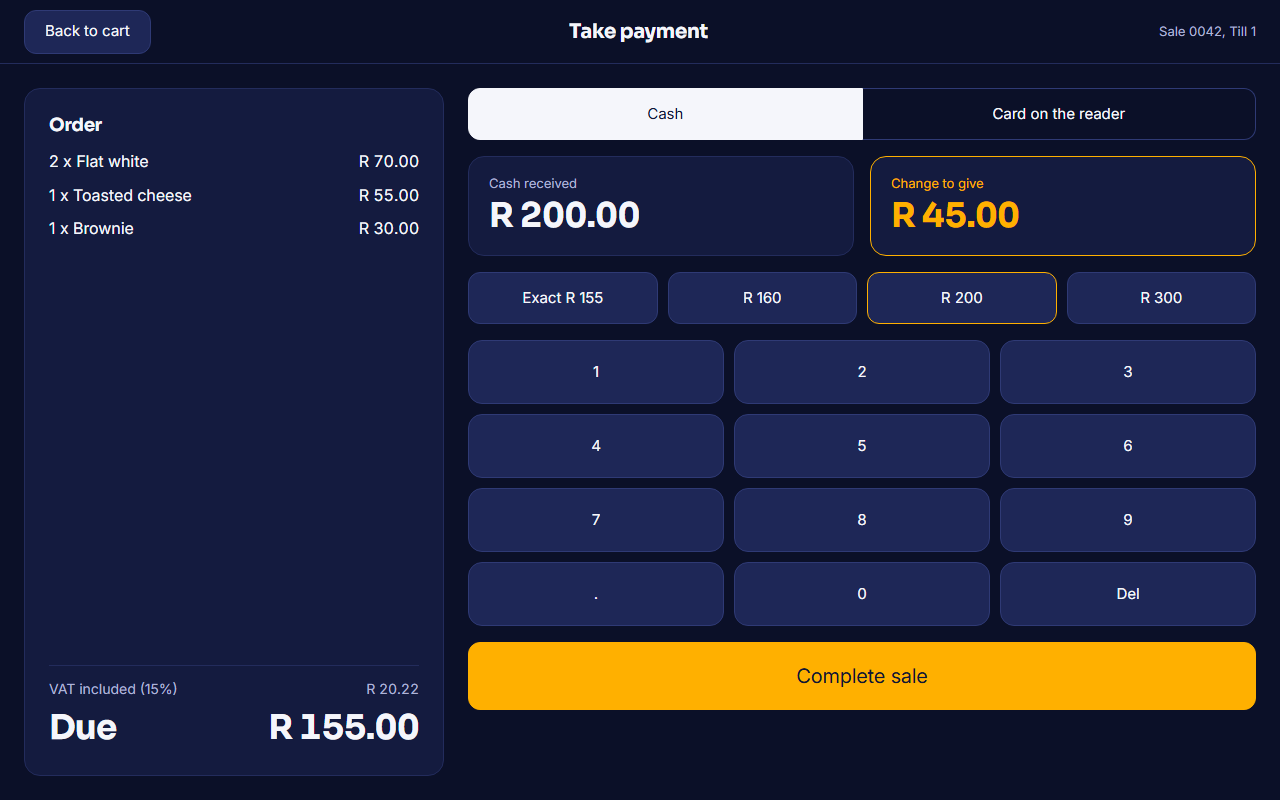 Back to cart
Take payment
Sale 0042, Till 1
Order
2 x Flat white R 70.00
1 x Toasted cheese R 55.00
1 x Brownie R 30.00
VAT included (15%) R 20.22
Due R 155.00
Cash
Card on the reader
Cash received
R 200.00
Change to give
R 45.00
Exact R 155
R 160
R 200
R 300
1
2
3
4
5
6
7
8
9
.
0
Del
Complete sale